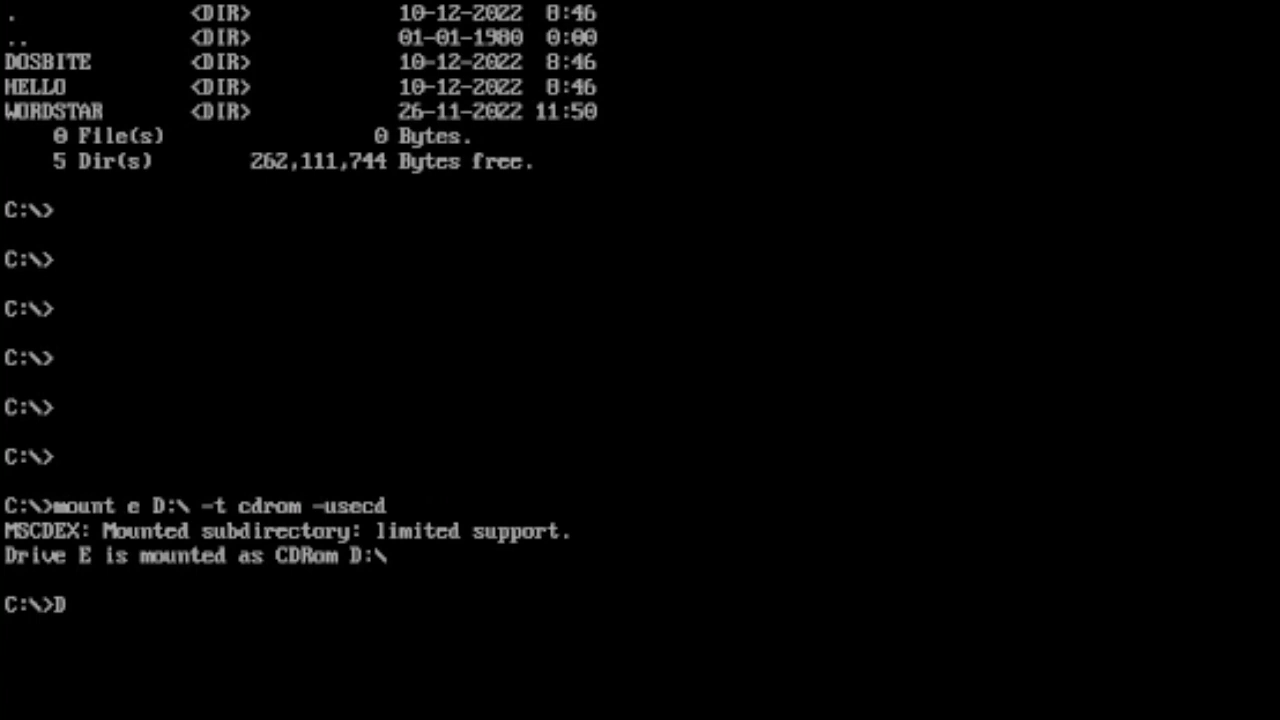 . <DIR> 10-12-2022 8:46
.. <DIR> 01-01-1980 0:00
DOSBITE <DIR> 10-12-2022 8:46
HELLO <DIR> 10-12-2022 8:46
WORDSTAR <DIR> 26-11-2022 11:50
0 File(s) 0 Bytes.
5 Dir(s) 262,111,744 Bytes free.
C:\>
C:\>
C:\>
C:\>
C:\>
C:\>
C:\>mount e D:\ -t cdrom -usecd
MSCDEX: Mounted subdirectory: limited support.
Drive E is mounted as CDRom D:\
C:\>D